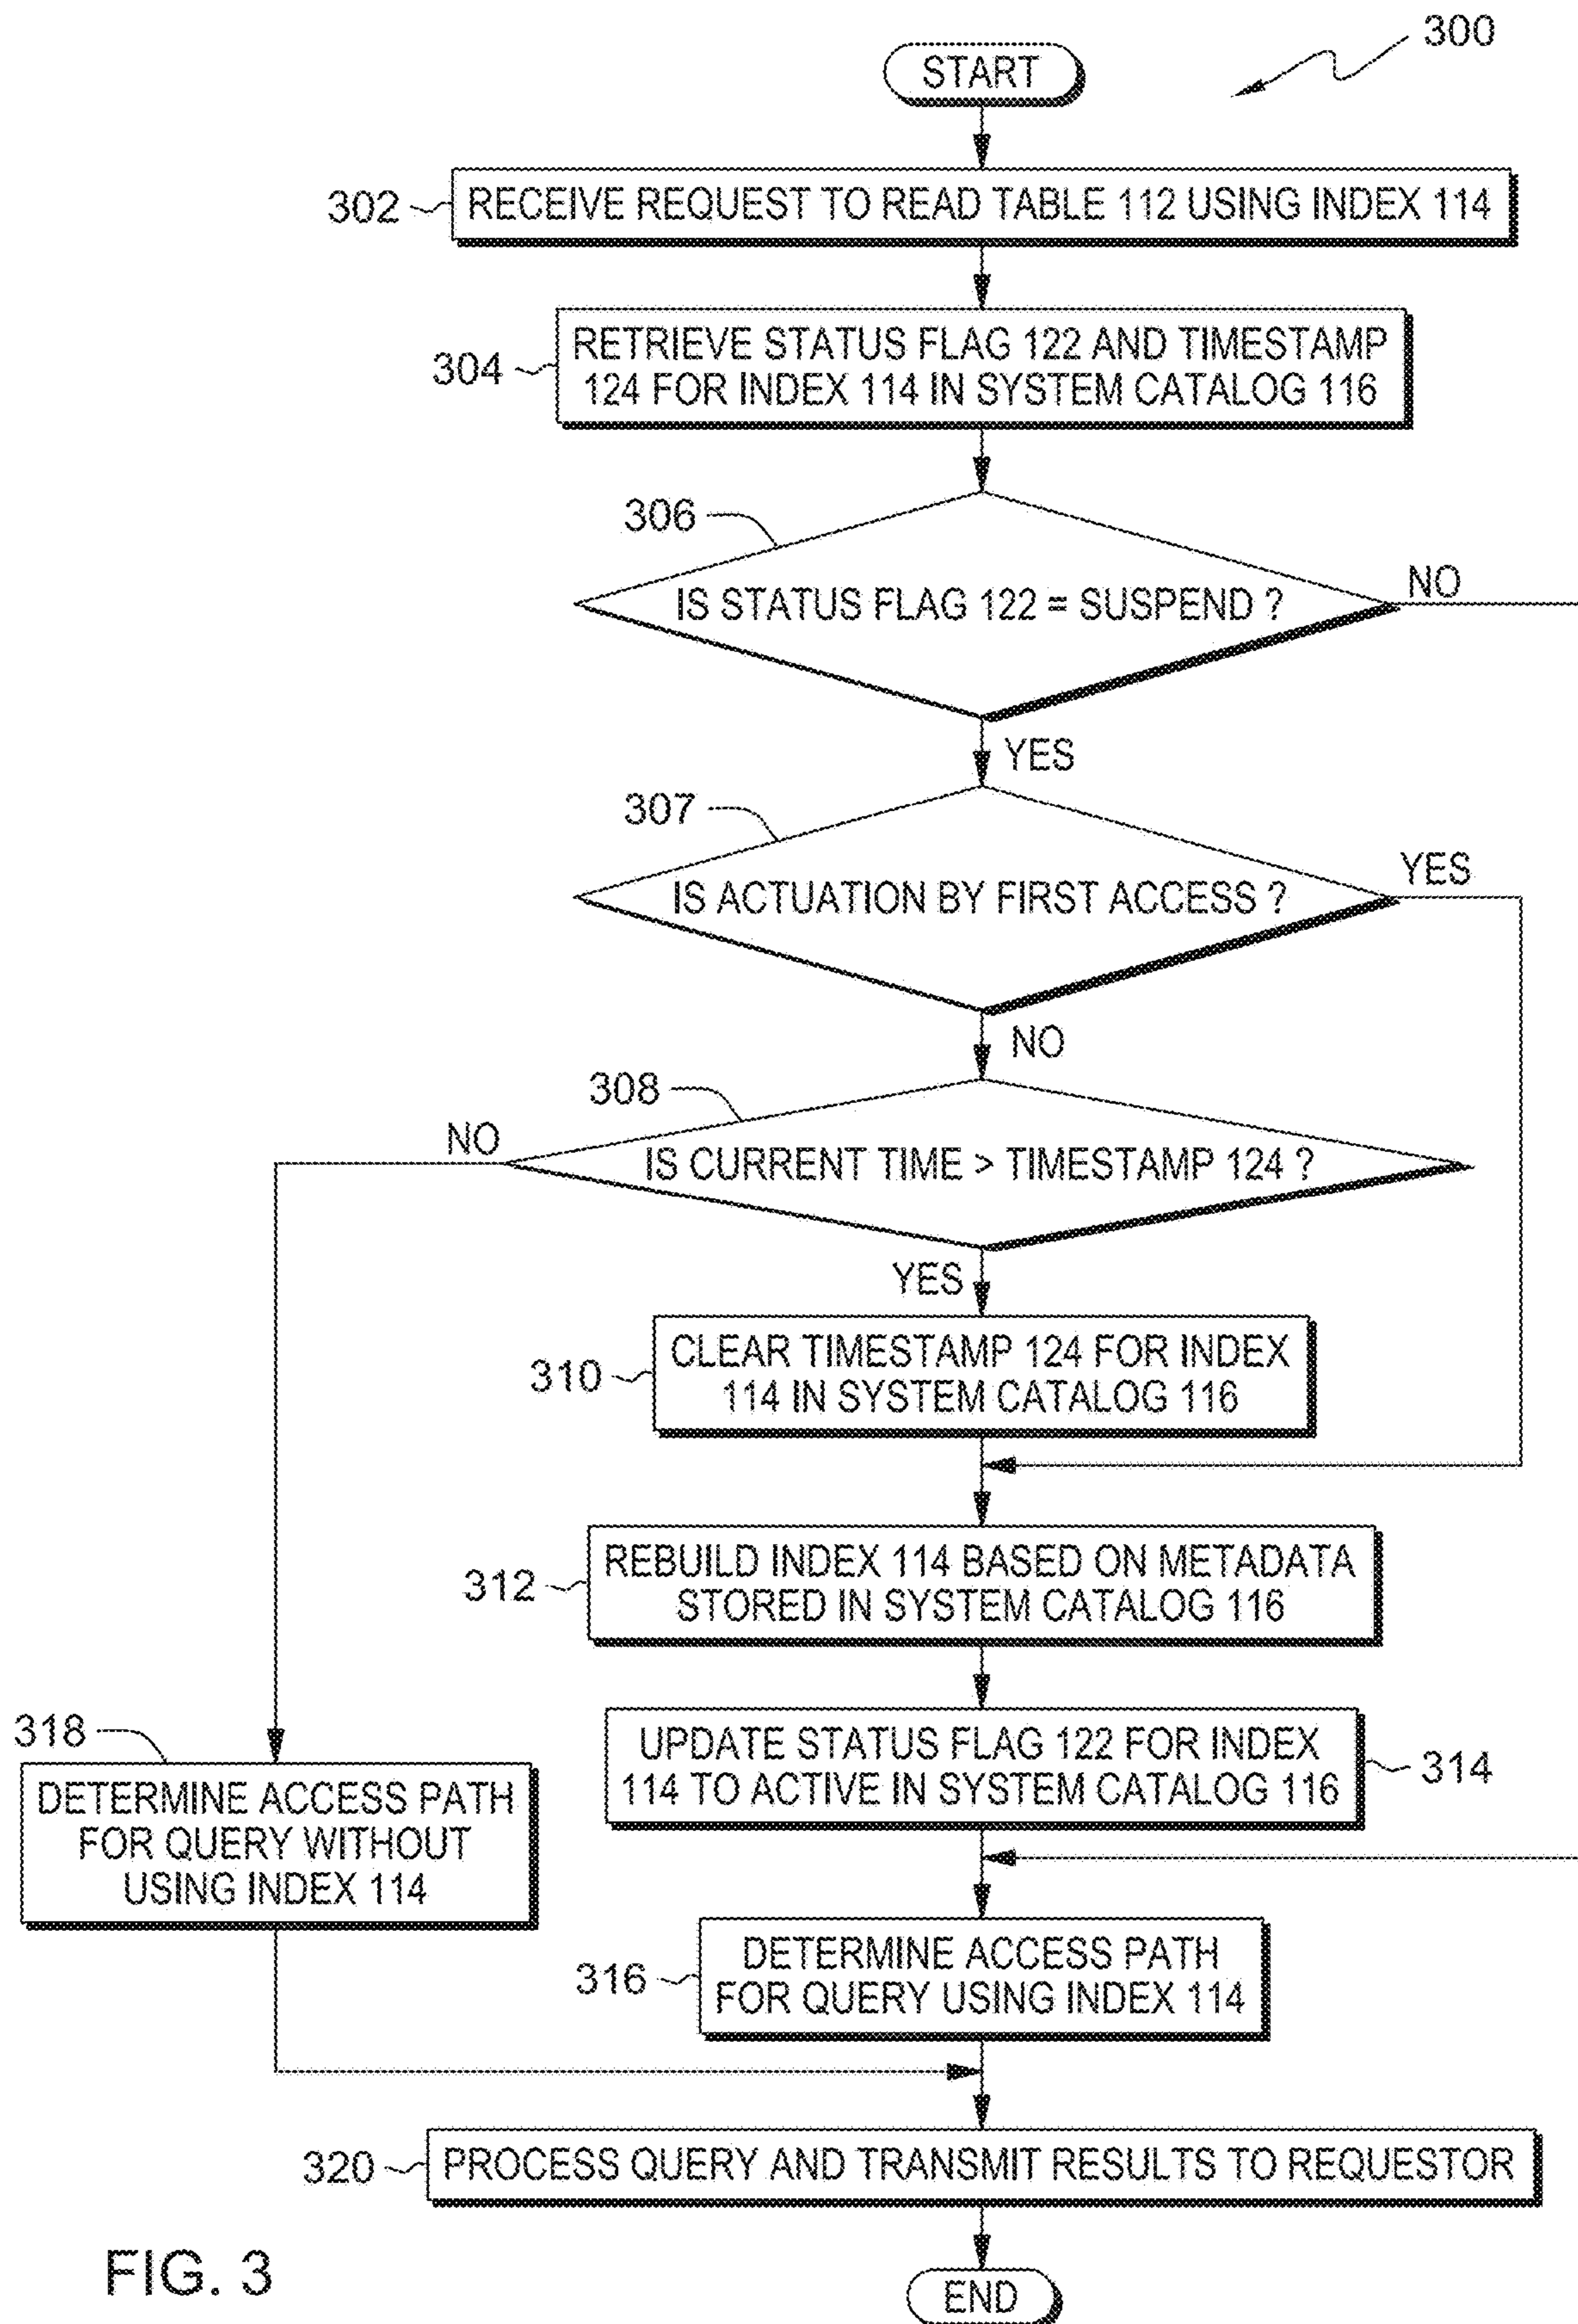 300
START
302
RECEIVE REQUEST TO READ TABLE 112 USING INDEX 114
304
RETRIEVE STATUS FLAG 122 AND TIMESTAMP
124 FOR INDEX 114 IN SYSTEM CATALOG 116
306
IS STATUS FLAG 122 = SUSPEND ?
NO
YES
307
IS ACTUATION BY FIRST ACCESS ?
YES
NO
308
NO
IS CURRENT TIME > TIMESTAMP 124 ?
YES
310
CLEAR TIMESTAMP 124 FOR INDEX
114 IN SYSTEM CATALOG 116
312
REBUILD INDEX 114 BASED ON METADATA
STORED IN SYSTEM CATALOG 116
318
DETERMINE ACCESS PATH
FOR QUERY WITHOUT
USING INDEX 114
UPDATE STATUS FLAG 122 FOR INDEX
114 TO ACTIVE IN SYSTEM CATALOG 116
314
316
DETERMINE ACCESS PATH
FOR QUERY USING INDEX 114
320
PROCESS QUERY AND TRANSMIT RESULTS TO REQUESTOR
END
FIG. 3